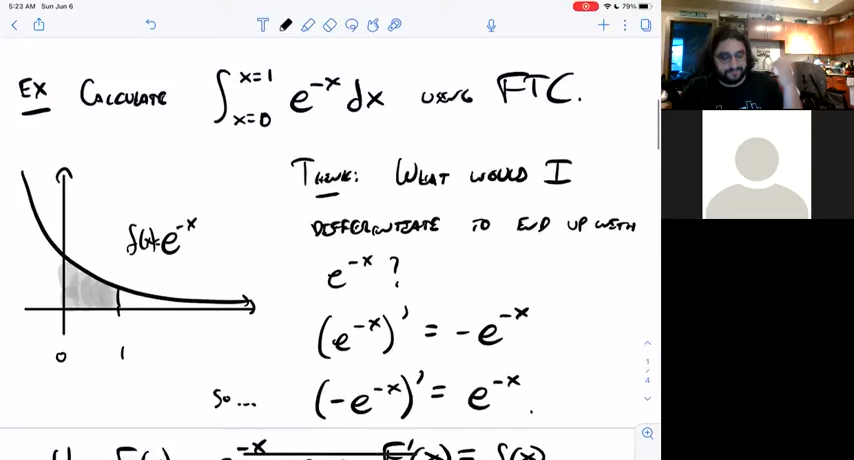 5:23 AM Sun Jun 6
79%
EX CALCULATE ∫ x=1 x=0 e^-x dx USING FTC.
THINK: WHAT WOULD I
DIFFERENTIATE TO END UP WITH
f(x)=e^-x
e^-x ?
(e^-x)' = -e^-x
0 1
SO... (-e^-x)' = e^-x.
1
/
4
F'(x) = f(x)